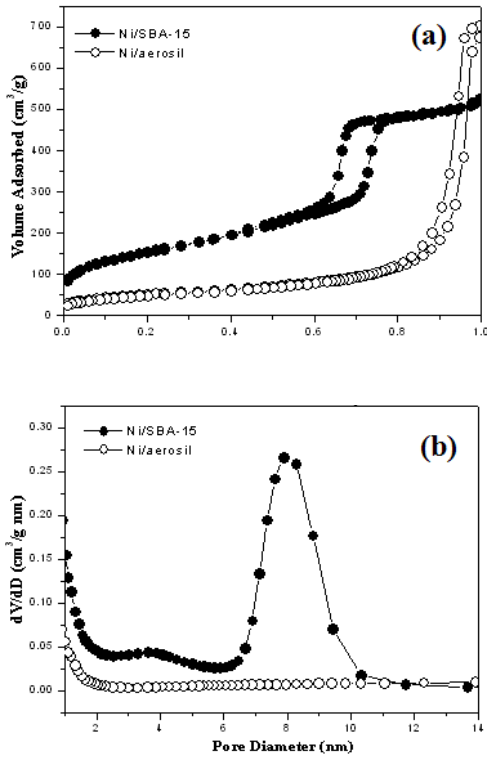 (a)
Ni/SBA-15
Ni/aerosil
700
600
500
400
300
200
100
0
Volume Adsorbed (cm³/g)
0.0 0.2 0.4 0.6 0.8 1.0
(b)
Ni/SBA-15
Ni/aerosil
0.30
0.25
0.20
0.15
0.10
0.05
0.00
dV/dD (cm³/g nm)
2 4 6 8 10 12 14
Pore Diameter (nm)